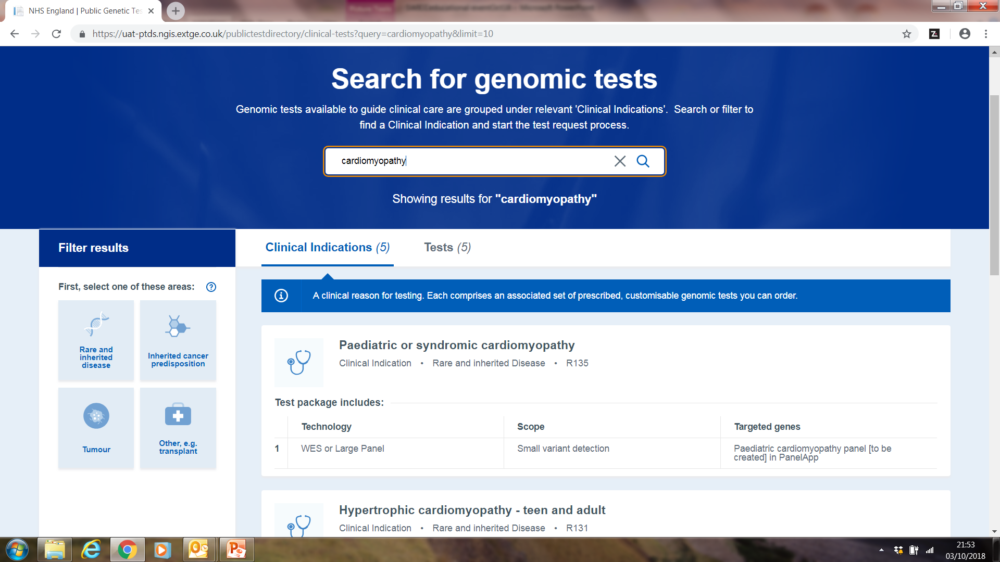 NHS England | Public Genetic Tes
https://uat-ptds.ngis.extge.co.uk/publictestdirectory/clinical-tests?query=cardiomyopathy&limit=10
Search for genomic tests
Genomic tests available to guide clinical care are grouped under relevant 'Clinical Indications'. Search or filter to
find a Clinical Indication and start the test request process.
cardiomyopathy
Showing results for "cardiomyopathy"
Filter results
Clinical Indications (5)
Tests (5)
First, select one of these areas: ?
Rare and
inherited
disease
Inherited cancer
predisposition
Tumour
Other, e.g.
transplant
A clinical reason for testing. Each comprises an associated set of prescribed, customisable genomic tests you can order.
Paediatric or syndromic cardiomyopathy
Clinical Indication • Rare and inherited Disease • R135
Test package includes:
Technology
Scope
Targeted genes
1
WES or Large Panel
Small variant detection
Paediatric cardiomyopathy panel [to be
created] in PanelApp
Hypertrophic cardiomyopathy - teen and adult
Clinical Indication • Rare and inherited Disease • R131
21:53
03/10/2018